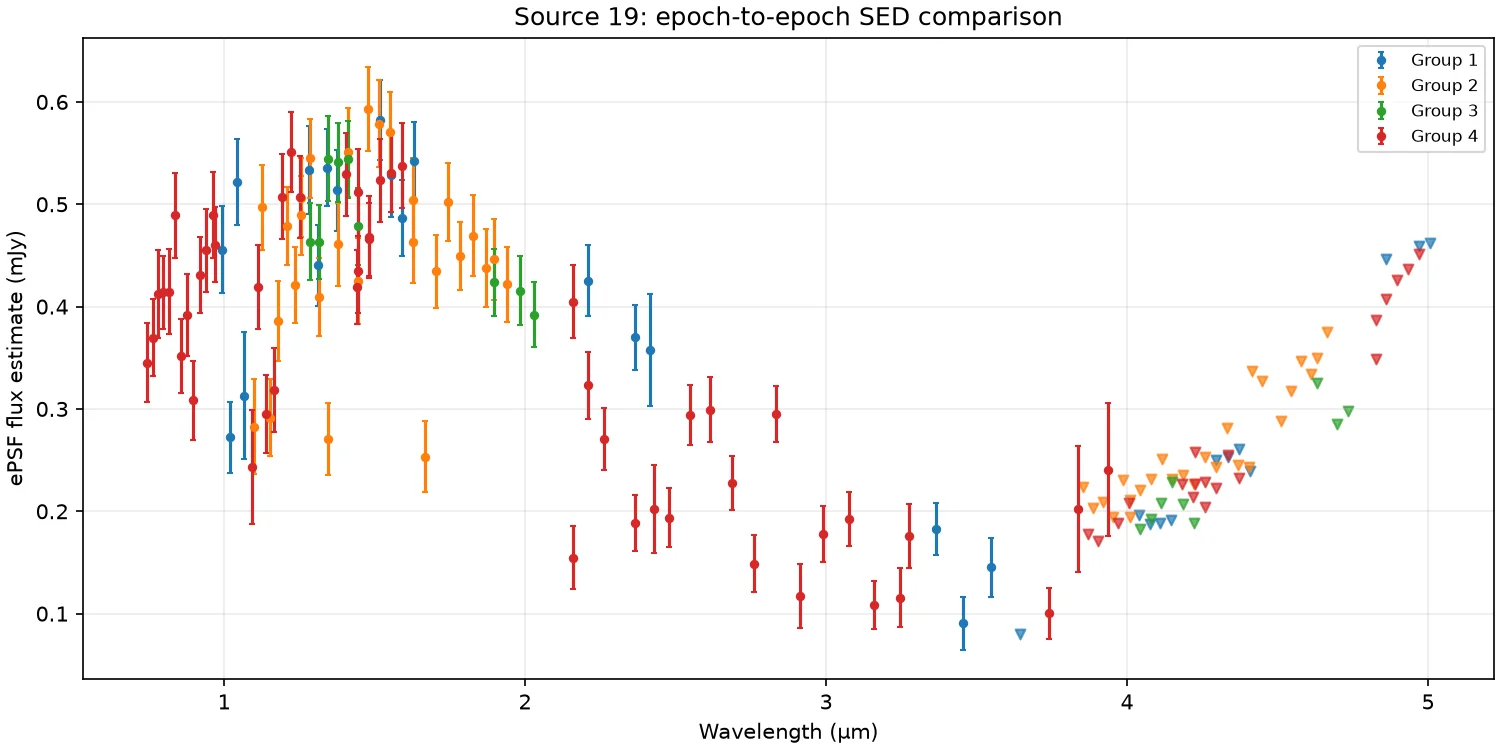 Source 19: epoch-to-epoch SED comparison
Group 1
Group 2
Group 3
Group 4
ePSF flux estimate (mJy)
0.6
0.5
0.4
0.3
0.2
0.1
1 2 3 4 5
Wavelength (μm)